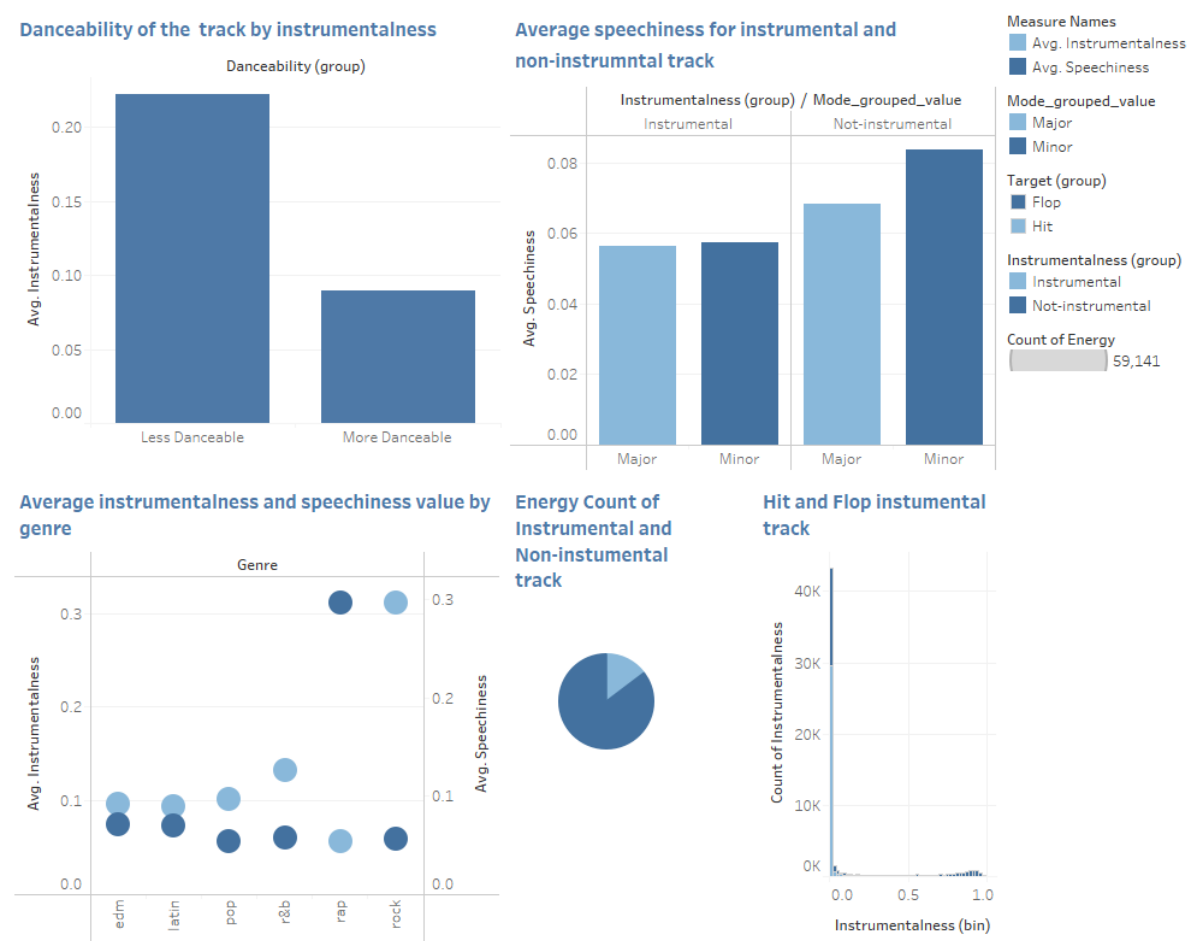 Danceability of the track by instrumentalness
Danceability (group)
Avg. Instrumentalness
0.20
0.15
0.10
0.05
0.00
Less Danceable
More Danceable
Average speechiness for instrumental and
non-instrumntal track
Instrumentalness (group) / Mode_grouped_value
Instrumental
Not-instrumental
Avg. Speechiness
0.08
0.06
0.04
0.02
0.00
Major
Minor
Major
Minor
Measure Names
Avg. Instrumentalness
Avg. Speechiness
Mode_grouped_value
Major
Minor
Target (group)
Flop
Hit
Instrumentalness (group)
Instrumental
Not-instrumental
Count of Energy
59,141
Average instrumentalness and speechiness value by
genre
Genre
Avg. Instrumentalness
0.3
0.2
0.1
0.0
0.3
0.2
0.1
0.0
Avg. Speechiness
edm
latin
pop
r&b
rap
rock
Energy Count of
Instrumental and
Non-instumental
track
Hit and Flop instumental
track
Count of Instrumentalness
40K
30K
20K
10K
0K
0.0
0.5
1.0
Instrumentalness (bin)